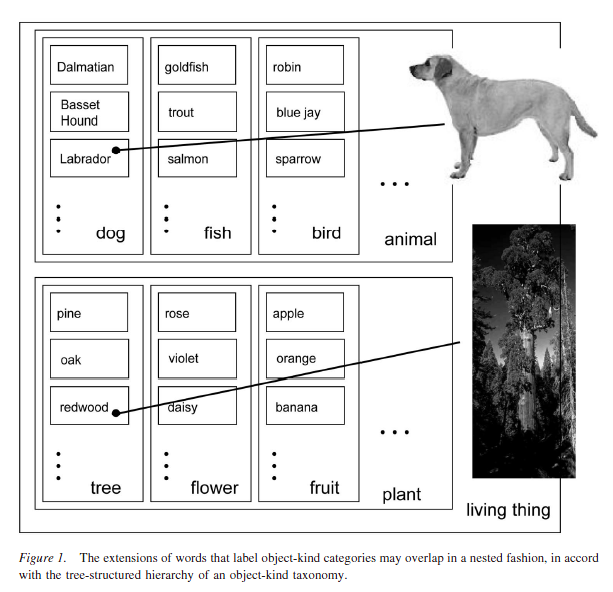 Dalmatian
goldfish
robin
Basset
Hound
trout
blue jay
Labrador
salmon
sparrow
dog
fish
bird
animal
pine
rose
apple
oak
violet
orange
redwood
daisy
banana
tree
flower
fruit
plant
living thing
Figure 1. The extensions of words that label object-kind categories may overlap in a nested fashion, in accord
with the tree-structured hierarchy of an object-kind taxonomy.